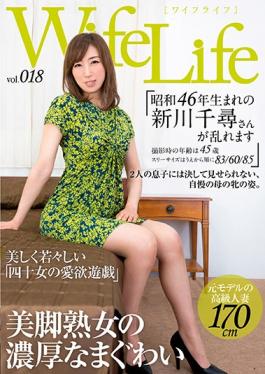 [ワイフライフ]
WifeLife
vol.018
「昭和46年生まれの
新川千尋さん
が乱れます
撮影時の年齢は45歳
スリーサイズはうえから順に83/60/85」
2人の息子には決して見せられない、
自慢の母の牝の姿。
美しく若々しい
「四十女の愛欲遊戯」
美脚熟女の
濃厚なまぐわい
元モデルの
高級人妻
170cm